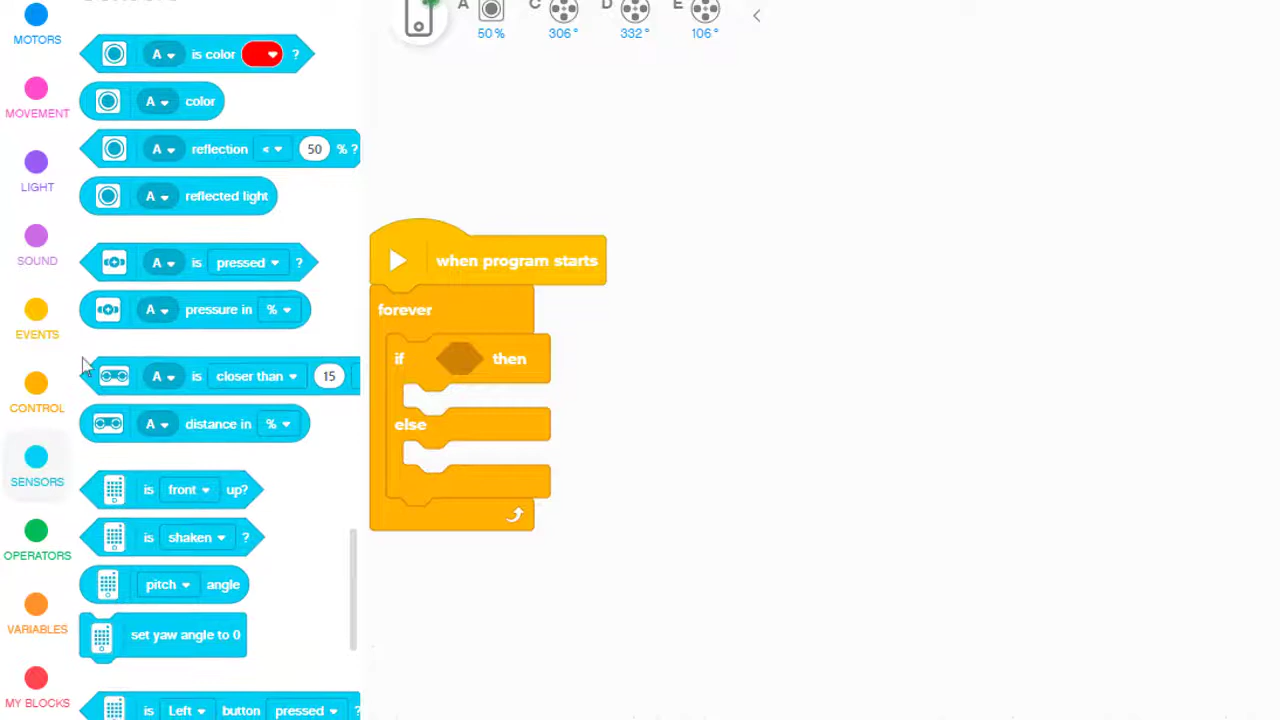 A C D E
50 % 306 ° 332 ° 106 °
MOTORS
MOVEMENT
LIGHT
SOUND
EVENTS
CONTROL
SENSORS
OPERATORS
VARIABLES
MY BLOCKS
A is color ?
A color
A reflection < 50 % ?
A reflected light
A is pressed ?
A pressure in %
A is closer than 15
A distance in %
is front up?
is shaken ?
pitch angle
set yaw angle to 0
is Left button pressed ?
when program starts
forever
if then
else